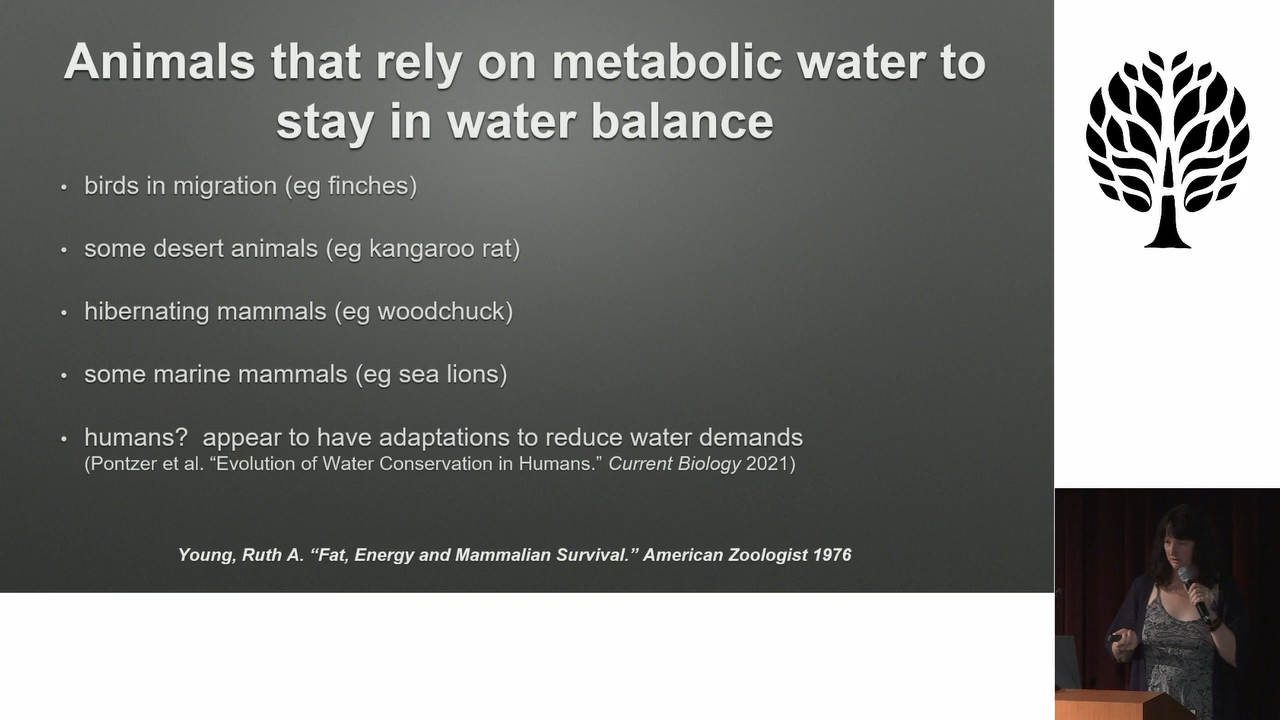 Animals that rely on metabolic water to
stay in water balance
• birds in migration (eg finches)
• some desert animals (eg kangaroo rat)
• hibernating mammals (eg woodchuck)
• some marine mammals (eg sea lions)
• humans?  appear to have adaptations to reduce water demands
(Pontzer et al. “Evolution of Water Conservation in Humans.” Current Biology 2021)
Young, Ruth A. “Fat, Energy and Mammalian Survival.” American Zoologist 1976